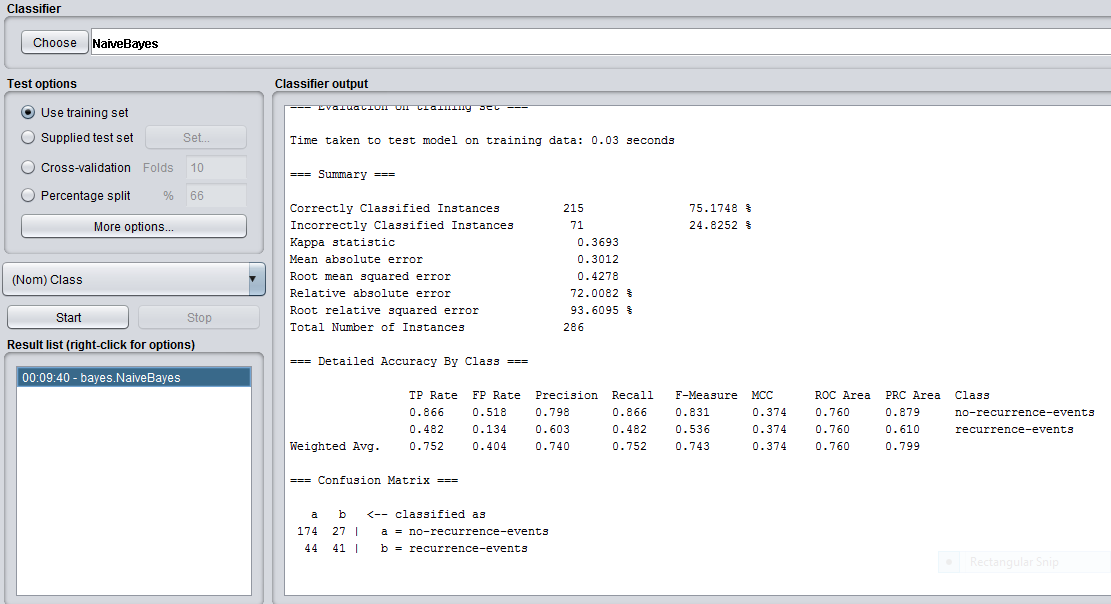 Classifier
Choose NaiveBayes
Test options
Use training set
Supplied test set Set...
Cross-validation Folds 10
Percentage split % 66
More options...
(Nom) Class
Start Stop
Result list (right-click for options)
00:09:40 - bayes.NaiveBayes
Classifier output
=== Evaluation on training set ===
Time taken to test model on training data: 0.03 seconds
=== Summary ===
Correctly Classified Instances 215 75.1748 %
Incorrectly Classified Instances 71 24.8252 %
Kappa statistic 0.3693
Mean absolute error 0.3012
Root mean squared error 0.4278
Relative absolute error 72.0082 %
Root relative squared error 93.6095 %
Total Number of Instances 286
=== Detailed Accuracy By Class ===
TP Rate FP Rate Precision Recall F-Measure MCC ROC Area PRC Area Class
0.866 0.518 0.798 0.866 0.831 0.374 0.760 0.879 no-recurrence-events
0.482 0.134 0.603 0.482 0.536 0.374 0.760 0.610 recurrence-events
Weighted Avg. 0.752 0.404 0.740 0.752 0.743 0.374 0.760 0.799
=== Confusion Matrix ===
a b <-- classified as
174 27 | a = no-recurrence-events
44 41 | b = recurrence-events
Rectangular Snip